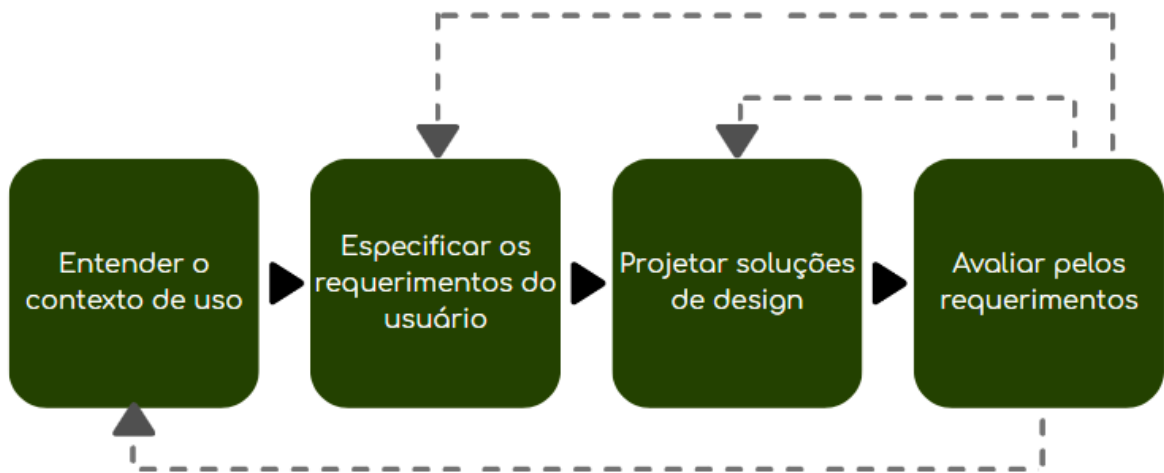 Entender o
contexto de uso
Especificar os
requerimentos do
usuário
Projetar soluções
de design
Avaliar pelos
requerimentos